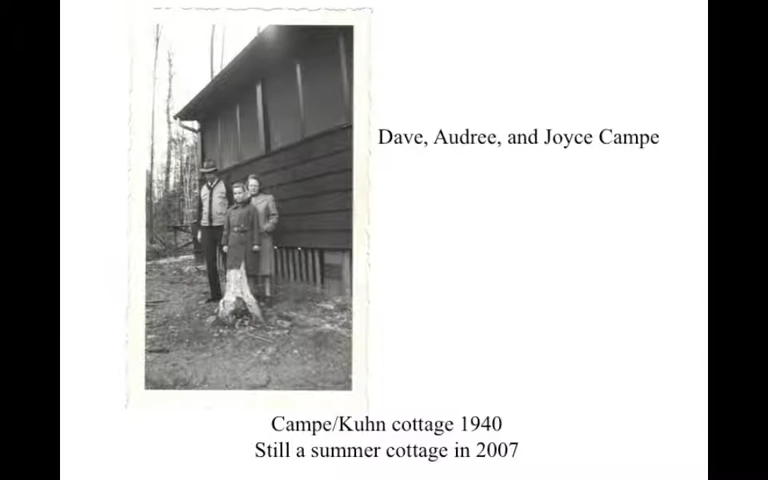 Dave, Audree, and Joyce Campe
Campe/Kuhn cottage 1940
Still a summer cottage in 2007